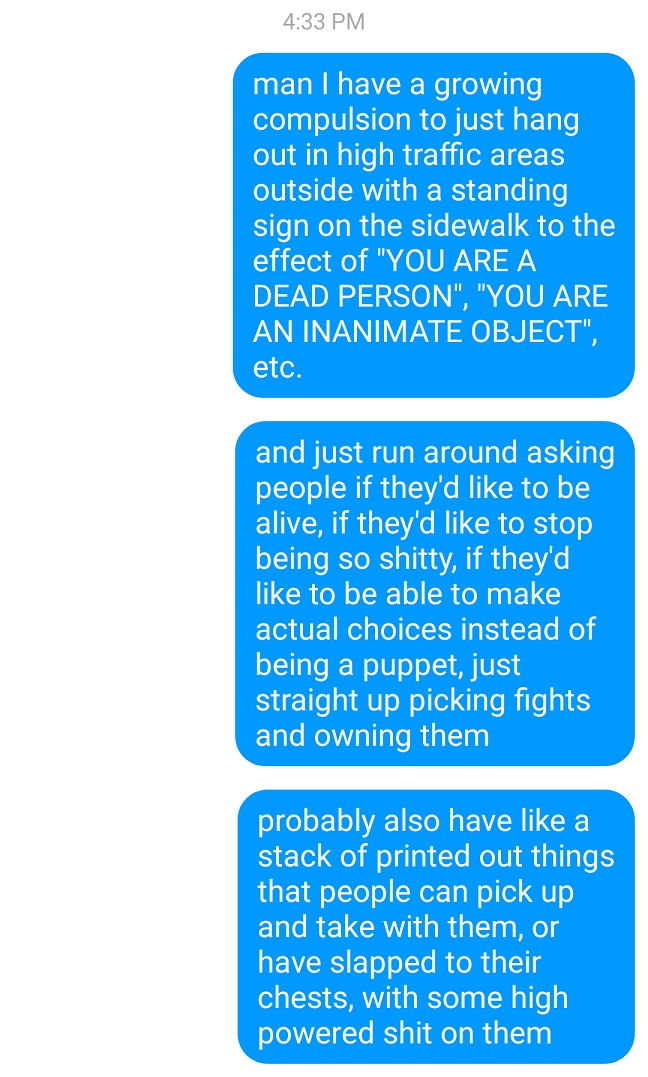 4:33 PM
man I have a growing
compulsion to just hang
out in high traffic areas
outside with a standing
sign on the sidewalk to the
effect of "YOU ARE A
DEAD PERSON", "YOU ARE
AN INANIMATE OBJECT",
etc.
and just run around asking
people if they'd like to be
alive, if they'd like to stop
being so shitty, if they'd
like to be able to make
actual choices instead of
being a puppet, just
straight up picking fights
and owning them
probably also have like a
stack of printed out things
that people can pick up
and take with them, or
have slapped to their
chests, with some high
powered shit on them